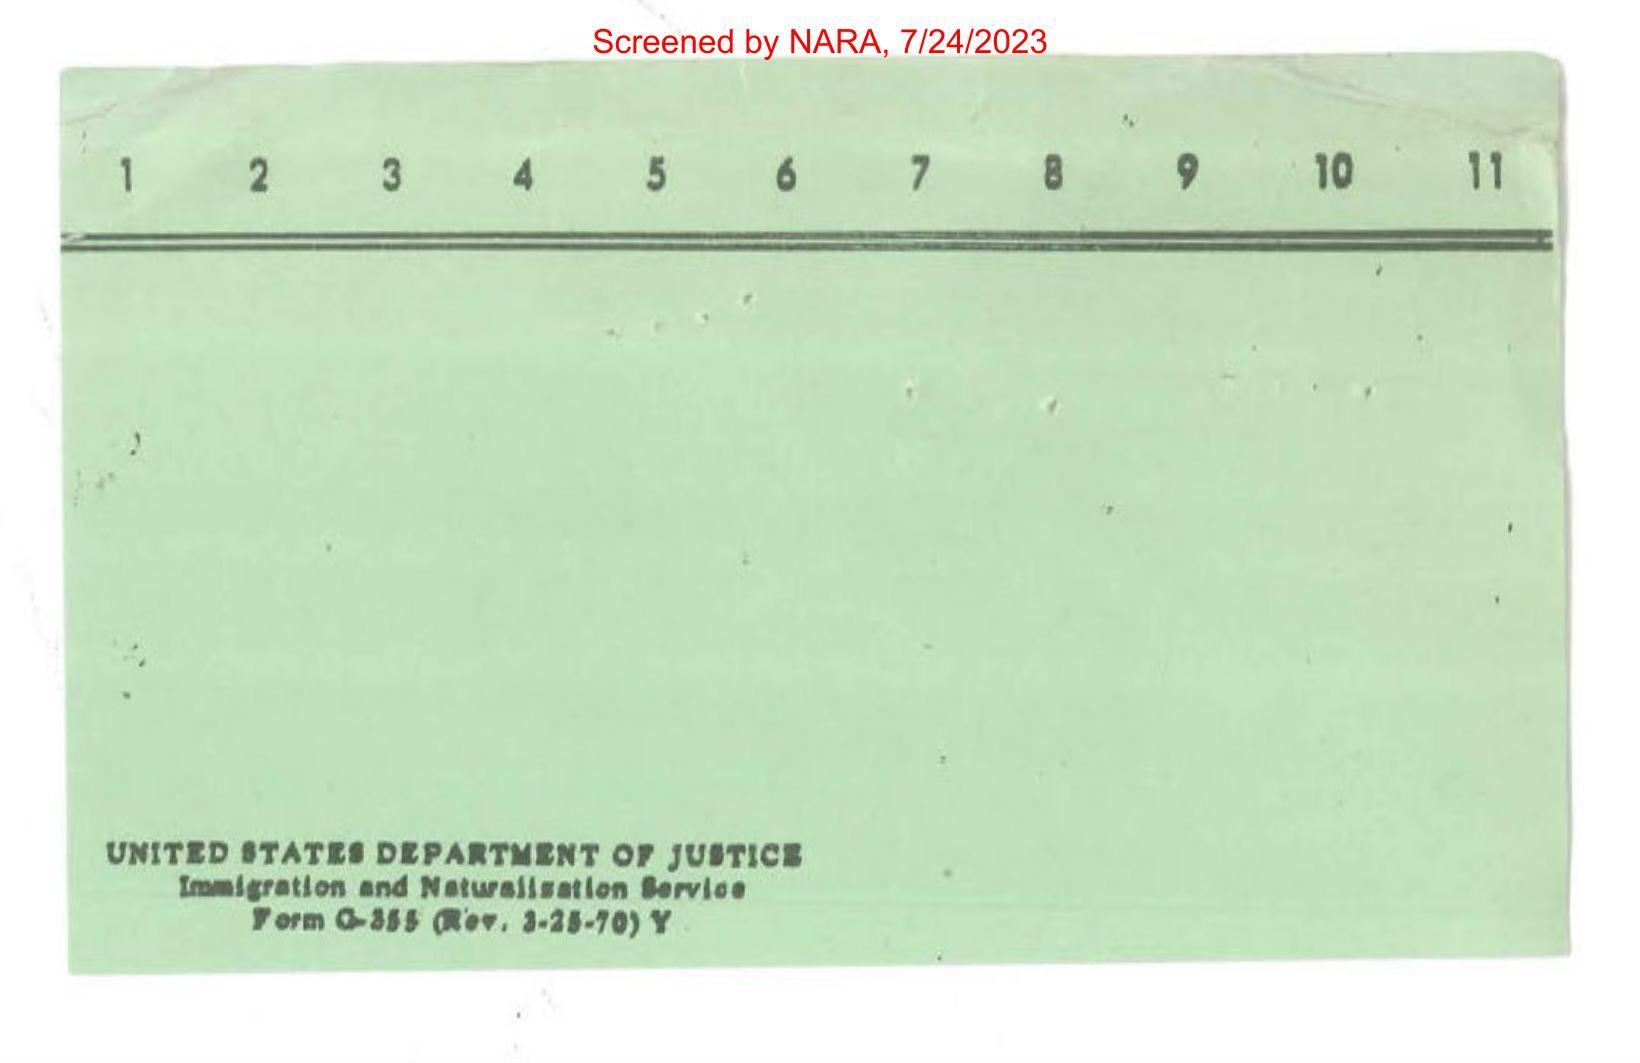 Screened by NARA, 7/24/2023
1 2 3 4 5 6 7 8 9 10 11
UNITED STATES DEPARTMENT OF JUSTICE
Immigration and Naturalization Service
Form G-355 (Rev. 3-25-70) Y